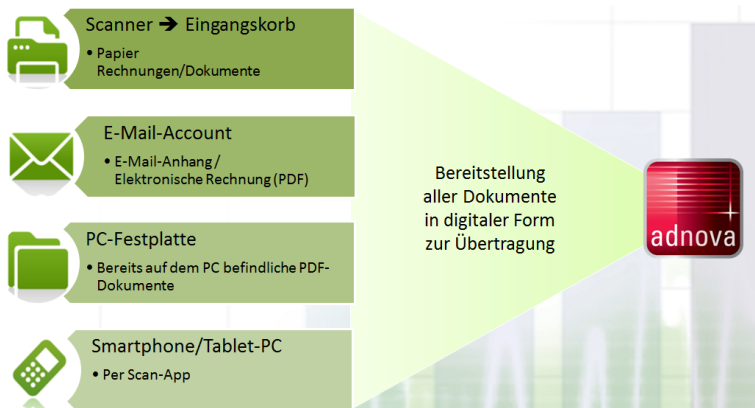 Scanner ➔ Eingangskorb
• Papier
Rechnungen/Dokumente
E-Mail-Account
• E-Mail-Anhang /
Elektronische Rechnung (PDF)
PC-Festplatte
• Bereits auf dem PC befindliche PDF-
Dokumente
Smartphone/Tablet-PC
• Per Scan-App
Bereitstellung
aller Dokumente
in digitaler Form
zur Übertragung
adnova